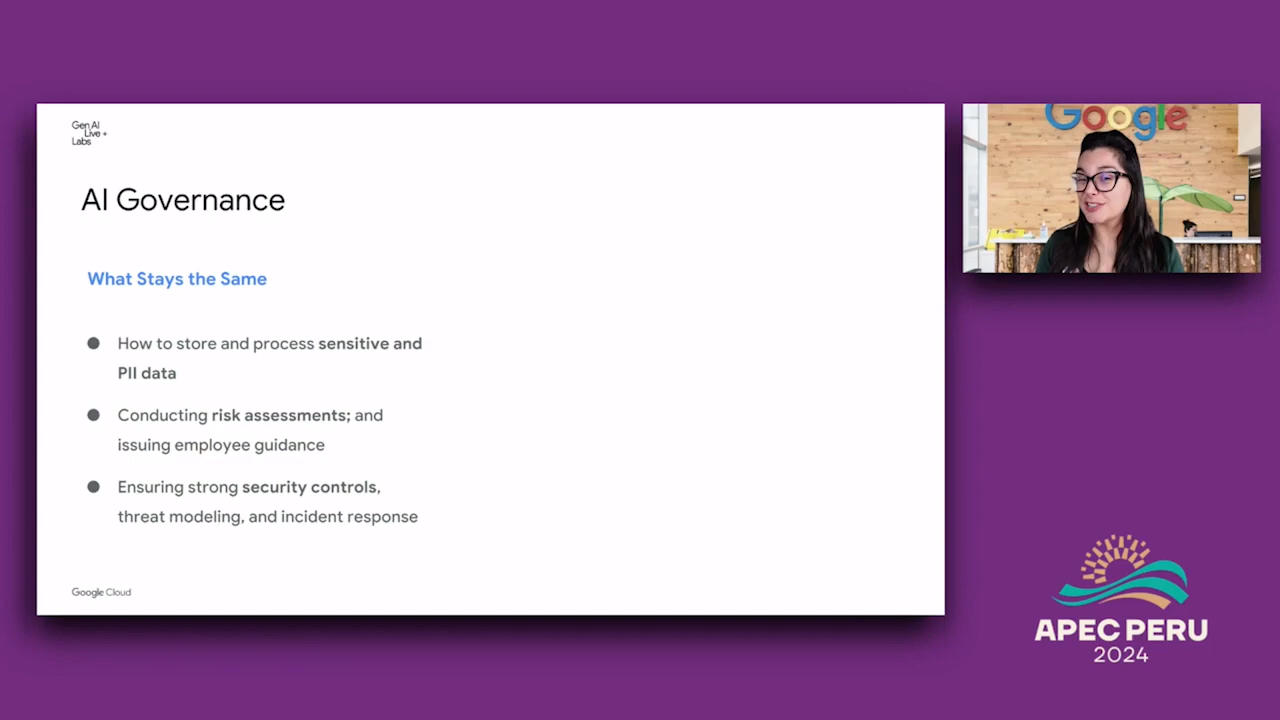 Gen AI
Live +
Labs
AI Governance
What Stays the Same
How to store and process sensitive and
PII data
Conducting risk assessments; and
issuing employee guidance
Ensuring strong security controls,
threat modeling, and incident response
Google Cloud
Google
APEC PERU
2024